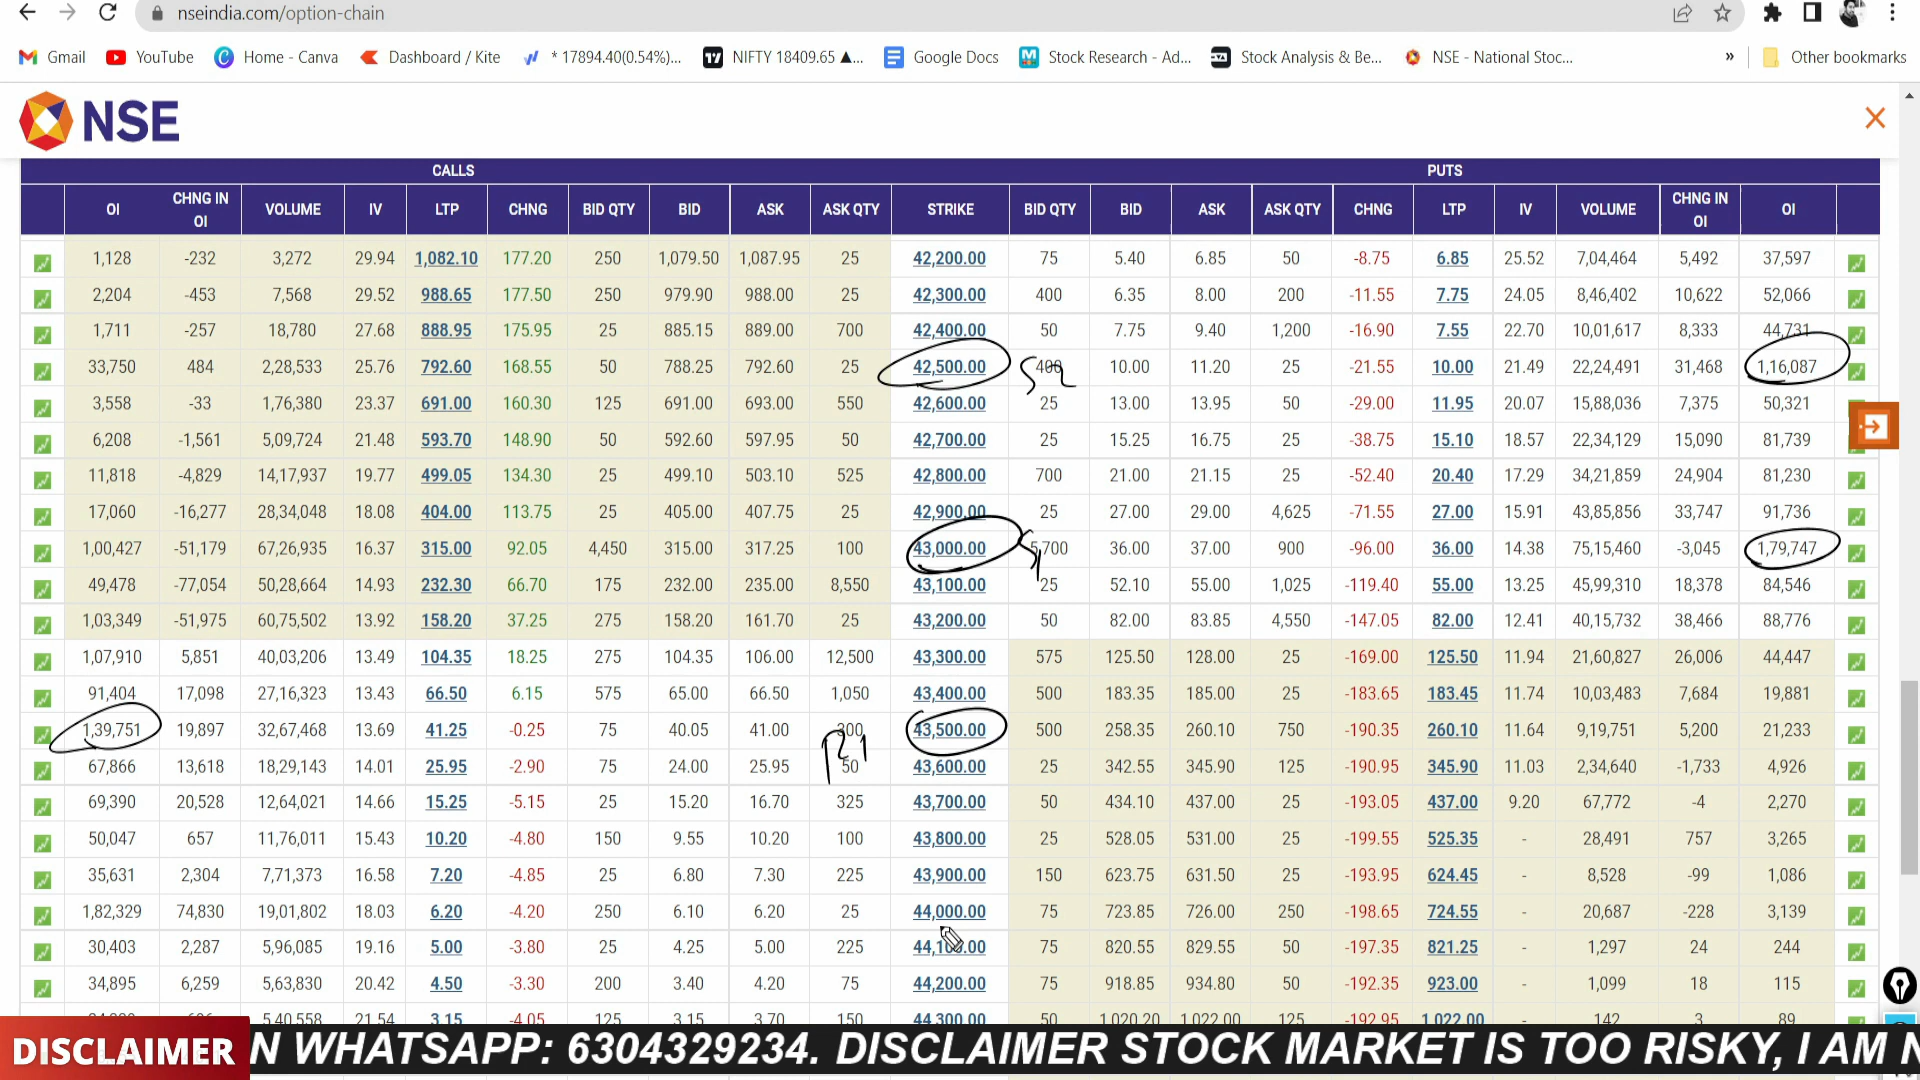 nseindia.com/option-chain
Gmail YouTube Home - Canva Dashboard / Kite * 17894.40(0.54%)... NIFTY 18409.65 ▲... Google Docs Stock Research - Ad... Stock Analysis & Be... NSE - National Stoc... » Other bookmarks
NSE
CALLS PUTS
OI CHNG IN OI VOLUME IV LTP CHNG BID QTY BID ASK ASK QTY STRIKE BID QTY BID ASK ASK QTY CHNG LTP IV VOLUME CHNG IN OI OI
1,128 -232 3,272 29.94 1,082.10 177.20 250 1,079.50 1,087.95 25 42,200.00 75 5.40 6.85 50 -8.75 6.85 25.52 7,04,464 5,492 37,597
2,204 -453 7,568 29.52 988.65 177.50 250 979.90 988.00 25 42,300.00 400 6.35 8.00 200 -11.55 7.75 24.05 8,46,402 10,622 52,066
1,711 -257 18,780 27.68 888.95 175.95 25 885.15 889.00 700 42,400.00 50 7.75 9.40 1,200 -16.90 7.55 22.70 10,01,617 8,333 44,731
33,750 484 2,28,533 25.76 792.60 168.55 50 788.25 792.60 25 42,500.00 400 S2 10.00 11.20 25 -21.55 10.00 21.49 22,24,491 31,468 1,16,087
3,558 -33 1,76,380 23.37 691.00 160.30 125 691.00 693.00 550 42,600.00 25 13.00 13.95 50 -29.00 11.95 20.07 15,88,036 7,375 50,321
6,208 -1,561 5,09,724 21.48 593.70 148.90 50 592.60 597.95 50 42,700.00 25 15.25 16.75 25 -38.75 15.10 18.57 22,34,129 15,090 81,739
11,818 -4,829 14,17,937 19.77 499.05 134.30 25 499.10 503.10 525 42,800.00 700 21.00 21.15 25 -52.40 20.40 17.29 34,21,859 24,904 81,230
17,060 -16,277 28,34,048 18.08 404.00 113.75 25 405.00 407.75 25 42,900.00 25 27.00 29.00 4,625 -71.55 27.00 15.91 43,85,856 33,747 91,736
1,00,427 -51,179 67,26,935 16.37 315.00 92.05 4,450 315.00 317.25 100 43,000.00 S1 5,700 36.00 37.00 900 -96.00 36.00 14.38 75,15,460 -3,045 1,79,747
49,478 -77,054 50,28,664 14.93 232.30 66.70 175 232.00 235.00 8,550 43,100.00 25 52.10 55.00 1,025 -119.40 55.00 13.25 45,99,310 18,378 84,546
1,03,349 -51,975 60,75,502 13.92 158.20 37.25 275 158.20 161.70 25 43,200.00 50 82.00 83.85 4,550 -147.05 82.00 12.41 40,15,732 38,466 88,776
1,07,910 5,851 40,03,206 13.49 104.35 18.25 275 104.35 106.00 12,500 43,300.00 575 125.50 128.00 25 -169.00 125.50 11.94 21,60,827 26,006 44,447
91,404 17,098 27,16,323 13.43 66.50 6.15 575 65.00 66.50 1,050 43,400.00 500 183.35 185.00 25 -183.65 183.45 11.74 10,03,483 7,684 19,881
1,39,751 19,897 32,67,468 13.69 41.25 -0.25 75 40.05 41.00 300 R1 43,500.00 500 258.35 260.10 750 -190.35 260.10 11.64 9,19,751 5,200 21,233
67,866 13,618 18,29,143 14.01 25.95 -2.90 75 24.00 25.95 50 43,600.00 25 342.55 345.90 125 -190.95 345.90 11.03 2,34,640 -1,733 4,926
69,390 20,528 12,64,021 14.66 15.25 -5.15 25 15.20 16.70 325 43,700.00 50 434.10 437.00 25 -193.05 437.00 9.20 67,772 -4 2,270
50,047 657 11,76,011 15.43 10.20 -4.80 150 9.55 10.20 100 43,800.00 25 528.05 531.00 25 -199.55 525.35 - 28,491 757 3,265
35,631 2,304 7,71,373 16.58 7.20 -4.85 25 6.80 7.30 225 43,900.00 150 623.75 631.50 25 -193.95 624.45 - 8,528 -99 1,086
1,82,329 74,830 19,01,802 18.03 6.20 -4.20 250 6.10 6.20 25 44,000.00 75 723.85 726.00 250 -198.65 724.55 - 20,687 -228 3,139
30,403 2,287 5,96,085 19.16 5.00 -3.80 25 4.25 5.00 225 44,100.00 75 820.55 829.55 50 -197.35 821.25 - 1,297 24 244
34,895 6,259 5,63,830 20.42 4.50 -3.30 200 3.40 4.20 75 44,200.00 75 918.85 934.80 50 -192.35 923.00 - 1,099 18 115
5,40,558 21.54 3.15 -4.05 125 3.15 3.70 150 44,300.00 50 1,020.20 1,022.00 125 -192.95 1,022.00 - 142 3 89
DISCLAIMER N WHATSAPP: 6304329234. DISCLAIMER STOCK MARKET IS TOO RISKY, I AM N